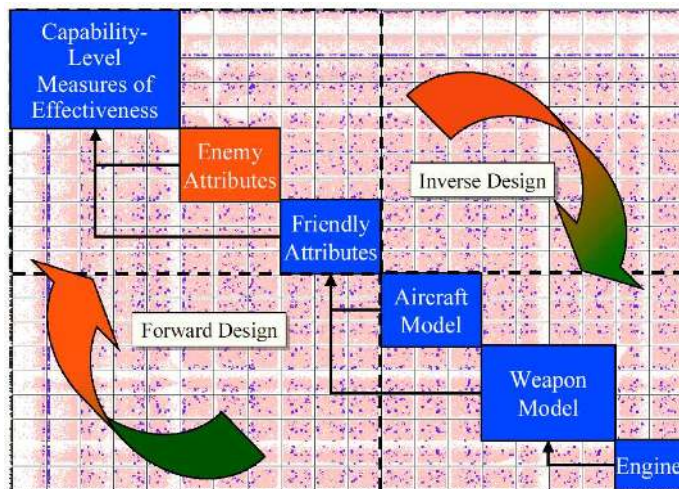 Capability-
Level
Measures of
Effectiveness
Enemy
Attributes
Inverse Design
Friendly
Attributes
Forward Design
Aircraft
Model
Weapon
Model
Engine